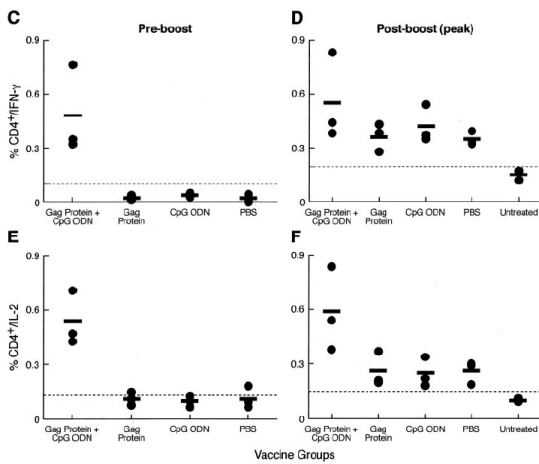 C
Pre-boost
D
Post-boost (peak)
% CD4+/IFN-γ
0.9
0.6
0.3
0
Gag Protein +
CpG ODN
Gag
Protein
CpG ODN
PBS
0.9
0.6
0.3
0
Gag Protein +
CpG ODN
Gag
Protein
CpG ODN
PBS
Untreated
E
% CD4+/IL-2
0.9
0.6
0.3
0
Gag Protein +
CpG ODN
Gag
Protein
CpG ODN
PBS
F
0.9
0.6
0.3
0
Gag Protein +
CpG ODN
Gag
Protein
CpG ODN
PBS
Untreated
Vaccine Groups